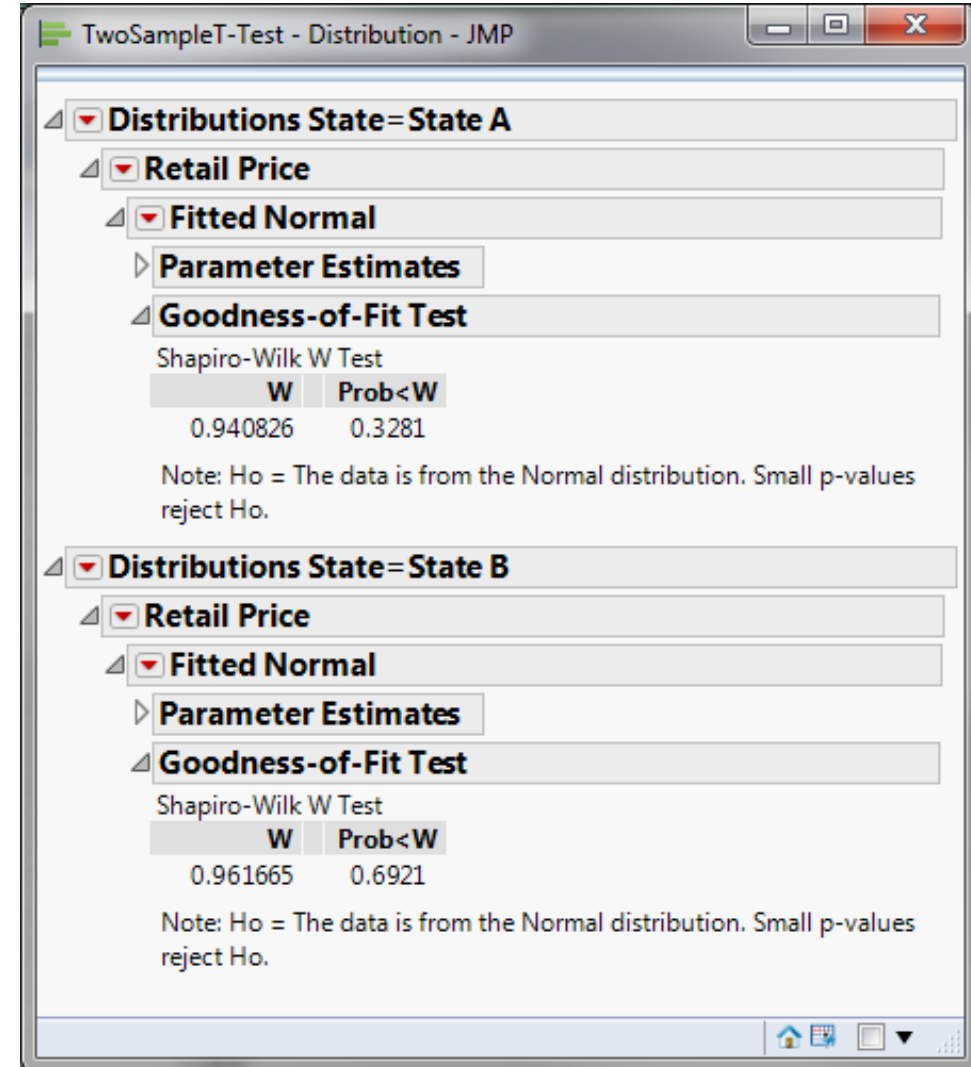 TwoSampleT-Test - Distribution - JMP
Distributions State=State A
Retail Price
Fitted Normal
Parameter Estimates
Goodness-of-Fit Test
Shapiro-Wilk W Test
W Prob<W
0.940826 0.3281
Note: Ho = The data is from the Normal distribution. Small p-values
reject Ho.
Distributions State=State B
Retail Price
Fitted Normal
Parameter Estimates
Goodness-of-Fit Test
Shapiro-Wilk W Test
W Prob<W
0.961665 0.6921
Note: Ho = The data is from the Normal distribution. Small p-values
reject Ho.